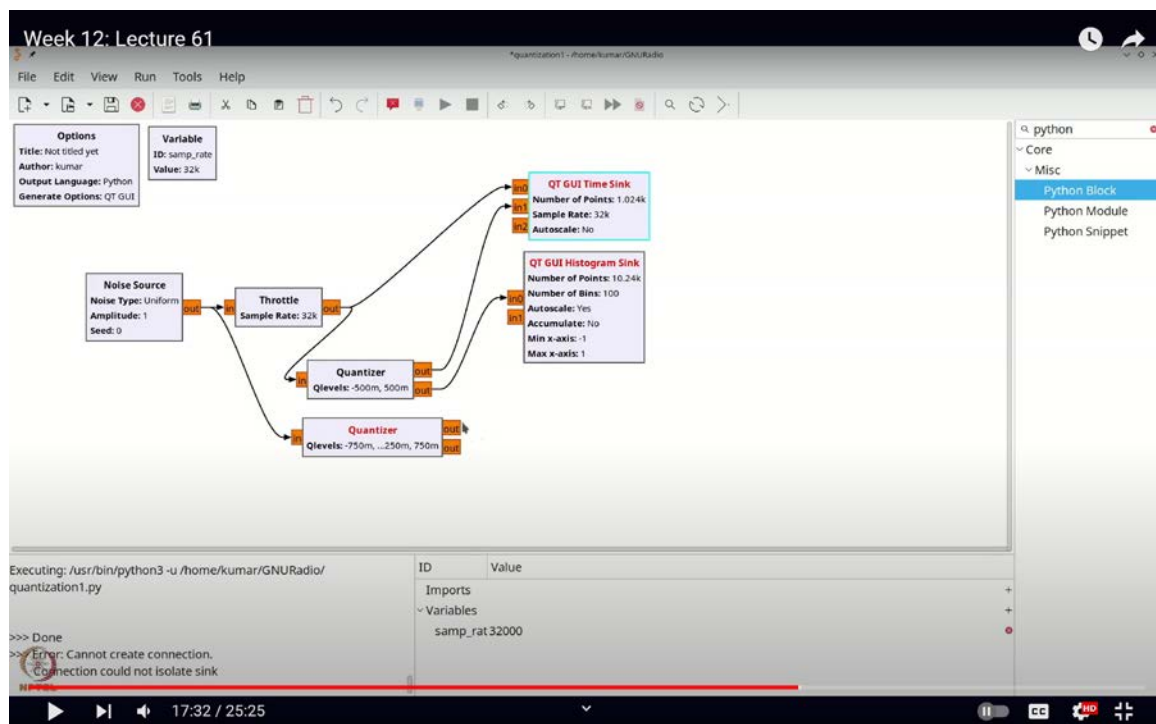 Week 12: Lecture 61
*quantization1 - /home/kumar/GNURadio
File Edit View Run Tools Help
Options
Title: Not titled yet
Author: kumar
Output Language: Python
Generate Options: QT GUI
Variable
ID: samp_rate
Value: 32k
QT GUI Time Sink
Number of Points: 1.024k
Sample Rate: 32k
Autoscale: No
in0
in1
in2
QT GUI Histogram Sink
Number of Points: 10.24k
Number of Bins: 100
Autoscale: Yes
Accumulate: No
Min x-axis: -1
Max x-axis: 1
in0
in1
Noise Source
Noise Type: Uniform
Amplitude: 1
Seed: 0
out
in
Throttle
Sample Rate: 32k
out
in
Quantizer
Qlevels: -500m, 500m
out
out
in
Quantizer
Qlevels: -750m, ...250m, 750m
out
out
python
Core
Misc
Python Block
Python Module
Python Snippet
Executing: /usr/bin/python3 -u /home/kumar/GNURadio/
quantization1.py
>>> Done
>>> Error: Cannot create connection.
Connection could not isolate sink
ID Value
Imports
Variables
samp_rat 32000
NPTEL
17:32 / 25:25
CC
HD